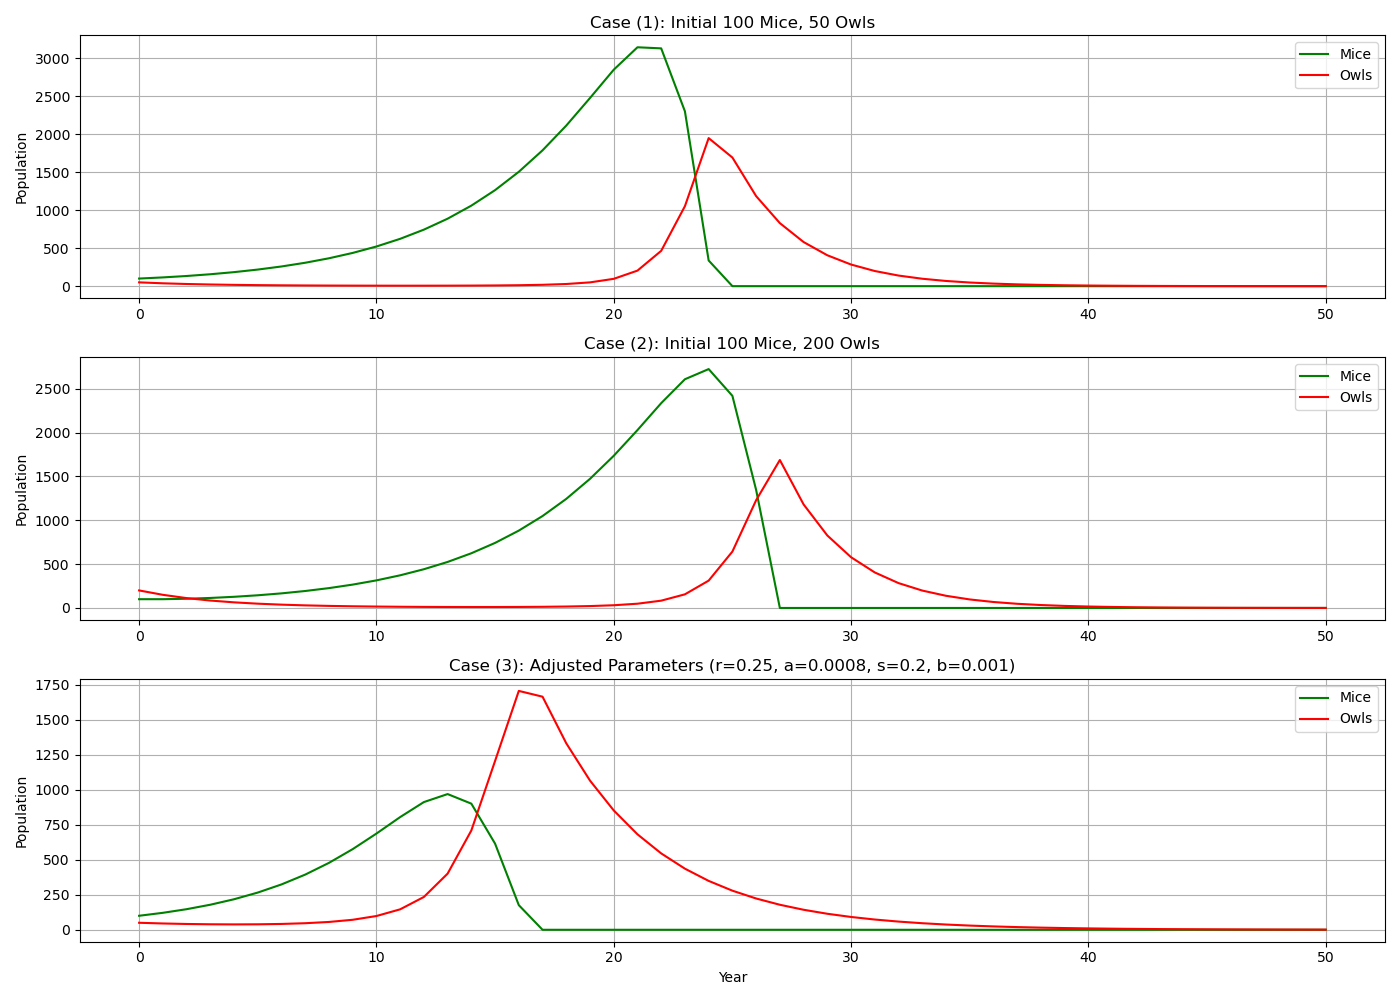 Case (1): Initial 100 Mice, 50 Owls
Population
3000
2500
2000
1500
1000
500
0
0 10 20 30 40 50
Mice
Owls
Case (2): Initial 100 Mice, 200 Owls
Population
2500
2000
1500
1000
500
0
0 10 20 30 40 50
Mice
Owls
Case (3): Adjusted Parameters (r=0.25, a=0.0008, s=0.2, b=0.001)
Population
1750
1500
1250
1000
750
500
250
0
0 10 20 30 40 50
Mice
Owls
Year